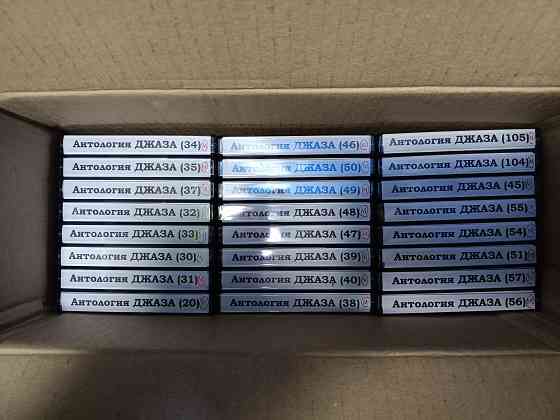 Антология ДЖАЗА (34)
Антология ДЖАЗА (35)
Антология ДЖАЗА (37)
Антология ДЖАЗА (32)
Антология ДЖАЗА (33)
Антология ДЖАЗА (30)
Антология ДЖАЗА (31)
Антология ДЖАЗА (20)
Антология ДЖАЗА (46)
Антология ДЖАЗА (50)
Антология ДЖАЗА (49)
Антология ДЖАЗА (48)
Антология ДЖАЗА (47)
Антология ДЖАЗА (39)
Антология ДЖАЗА (40)
Антология ДЖАЗА (38)
Антология ДЖАЗА (105)
Антология ДЖАЗА (104)
Антология ДЖАЗА (45)
Антология ДЖАЗА (55)
Антология ДЖАЗА (54)
Антология ДЖАЗА (51)
Антология ДЖАЗА (57)
Антология ДЖАЗА (56)